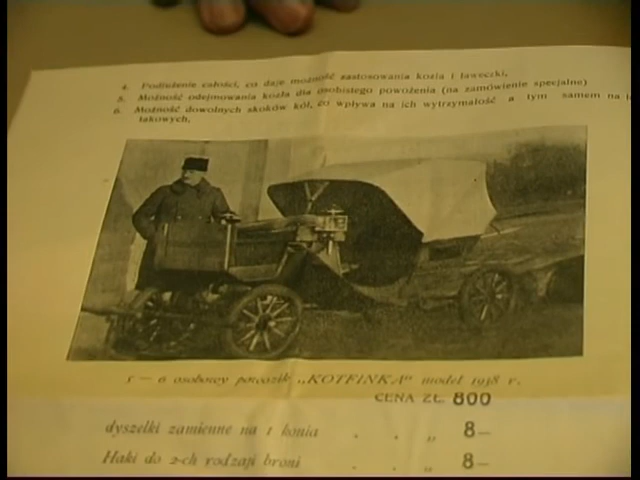 4. Podłużenie całości, co daje możność zastosowania kozła i ławeczki,
5. Możność odejmowania kozła dla osobistego powożenia (na zamówienie specjalne)
6. Możność dowolnych skoków kół, co wpływa na ich wytrzymałość a tym samem na
łakowych,
5 — 6 osobowy powozik „KOTFINKA" model 1938 r.
CENA ZŁ. 800
dyszelki zamienne na 1 konia . . „ 8—
Haki do 2-ch rodzaji broni . . „ 8—